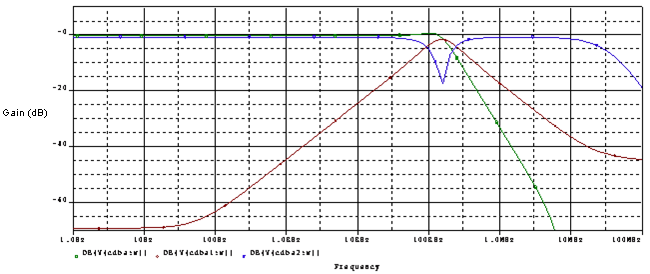 -0
-20
Gain (dB)
-40
-60
1.0Hz 10Hz 100Hz 1.0KHz 10KHz 100KHz 1.0MHz 10MHz 100MHz
DB(V(cdba:w)) DB(V(cdba1:w)) DB(V(cdba2:w))
Frequency